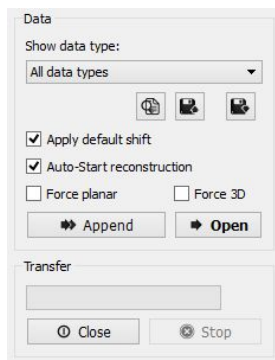 Data
Show data type:
All data types
Apply default shift
Auto-Start reconstruction
Force planar Force 3D
Append Open
Transfer
Close Stop